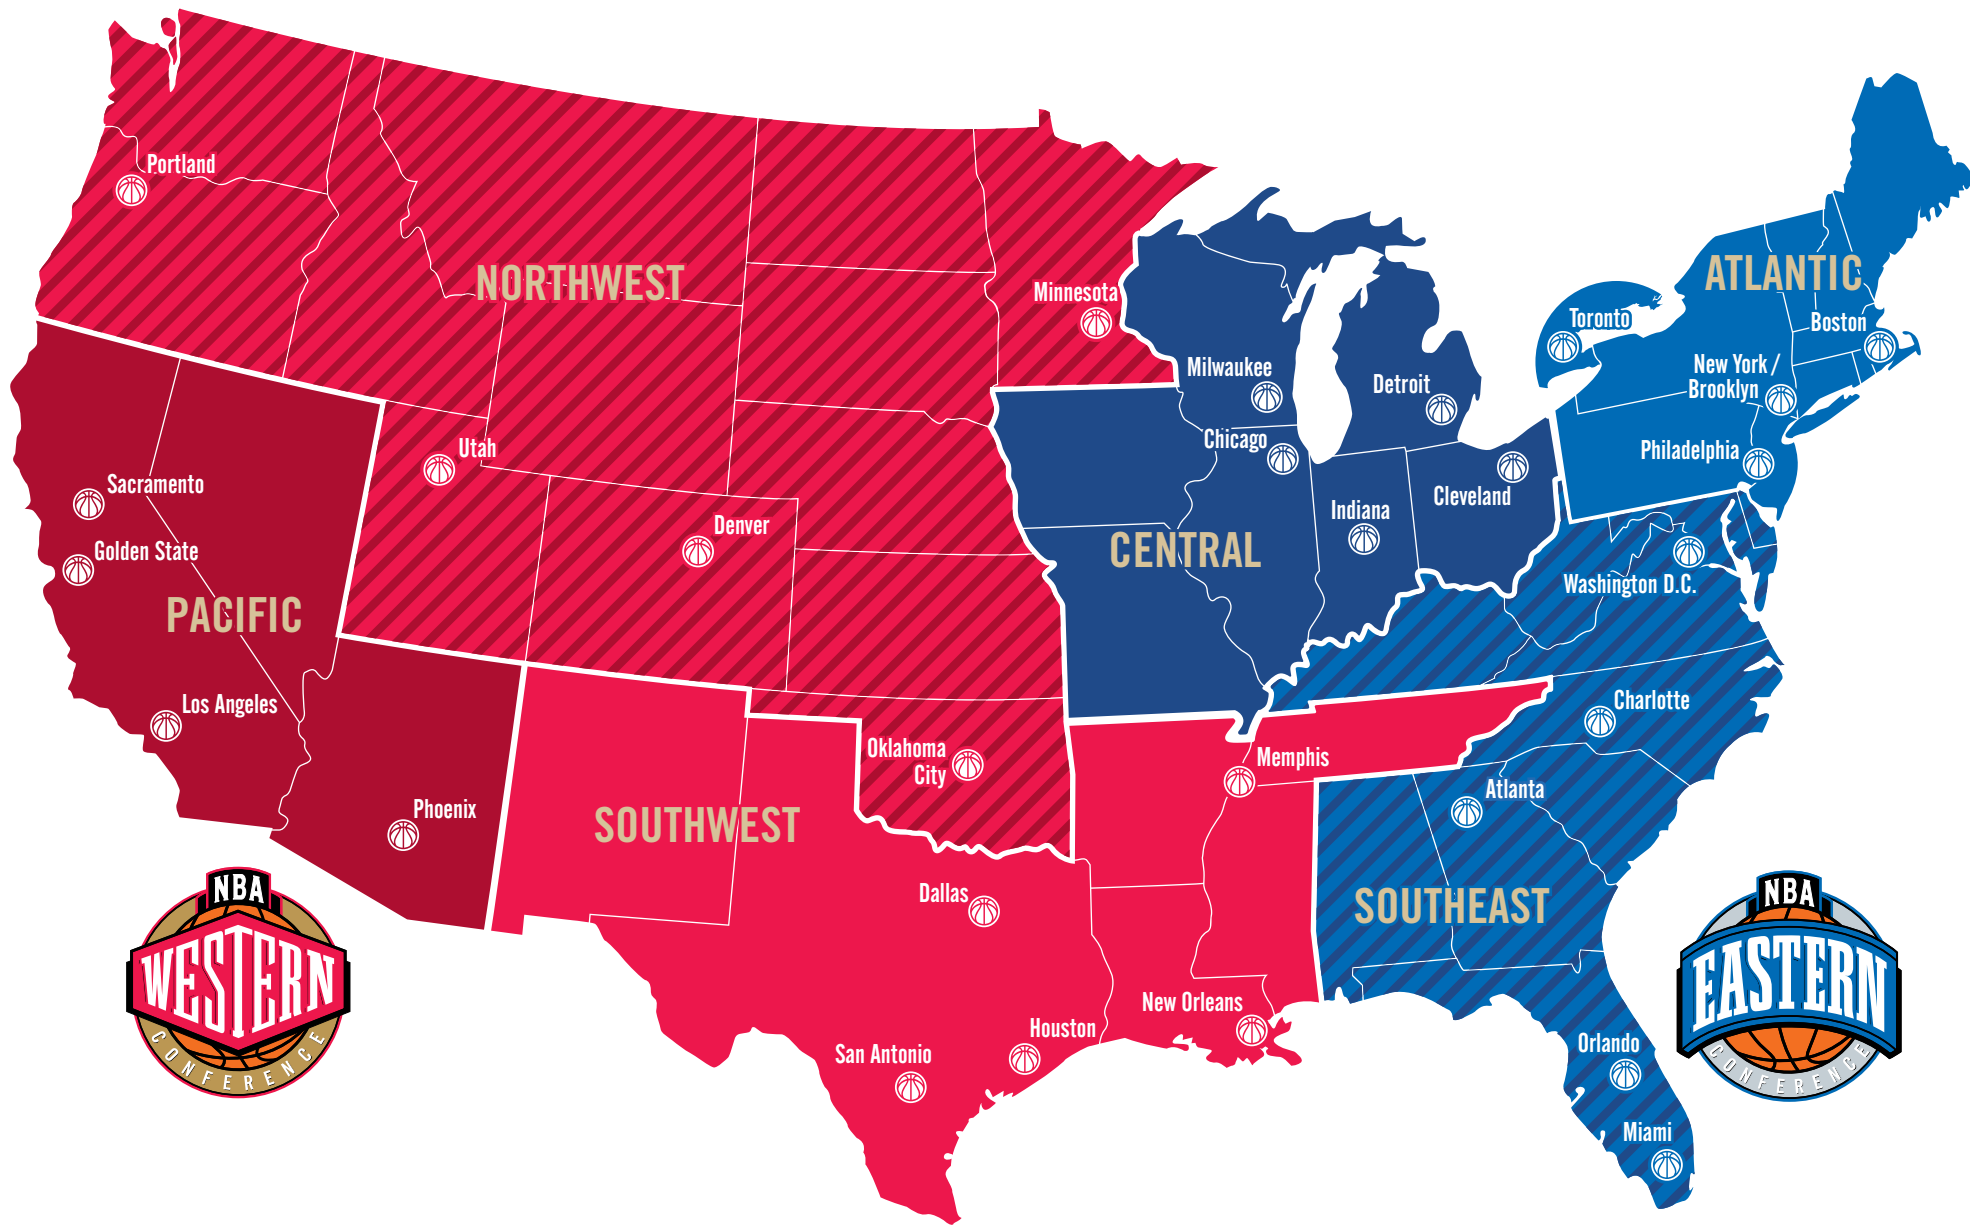 Portland
NORTHWEST
Minnesota
Utah
Denver
Oklahoma
City
Sacramento
Golden State
PACIFIC
Los Angeles
Phoenix
SOUTHWEST
Dallas
San Antonio
Houston
New Orleans
Memphis
Milwaukee
Detroit
Chicago
Indiana
Cleveland
CENTRAL
ATLANTIC
Toronto
Boston
New York /
Brooklyn
Philadelphia
Washington D.C.
Charlotte
Atlanta
SOUTHEAST
Orlando
Miami
NBA
WESTERN
CONFERENCE
NBA
EASTERN
CONFERENCE